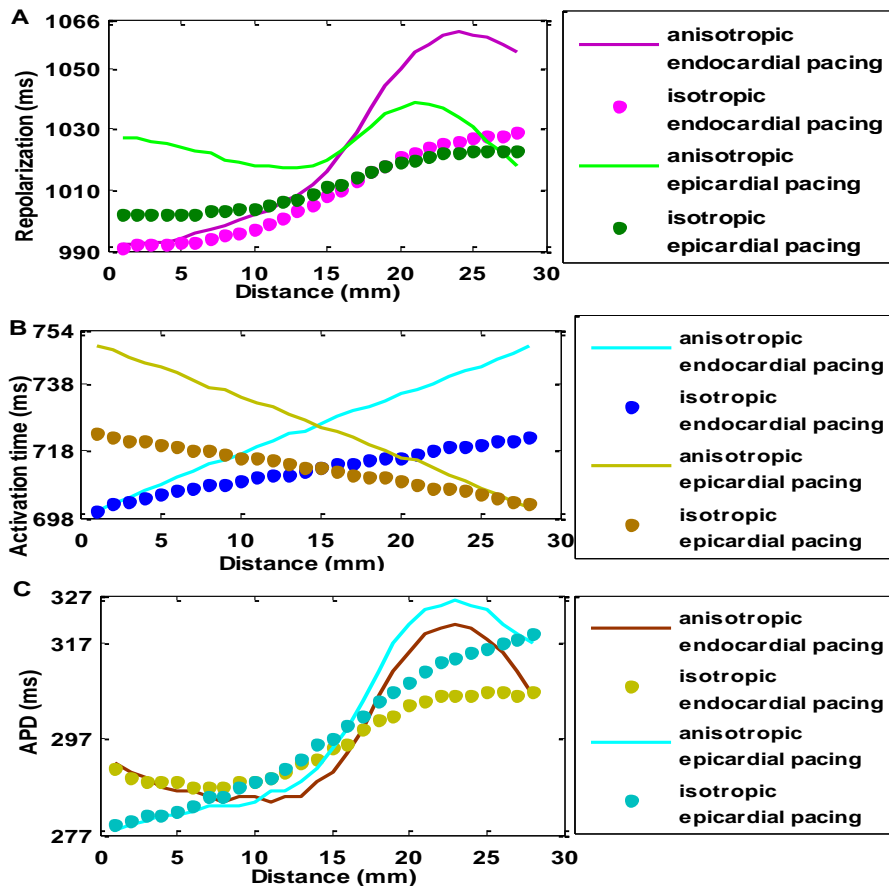 A
1066
1050
1030
1010
990
Repolarization (ms)
0 5 10 15 20 25 30
Distance (mm)
anisotropic
endocardial pacing
isotropic
endocardial pacing
anisotropic
epicardial pacing
isotropic
epicardial pacing
B
754
738
718
698
Activation time (ms)
0 5 10 15 20 25 30
Distance (mm)
anisotropic
endocardial pacing
isotropic
endocardial pacing
anisotropic
epicardial pacing
isotropic
epicardial pacing
C
327
317
297
277
APD (ms)
0 5 10 15 20 25 30
Distance (mm)
anisotropic
endocardial pacing
isotropic
endocardial pacing
anisotropic
epicardial pacing
isotropic
epicardial pacing